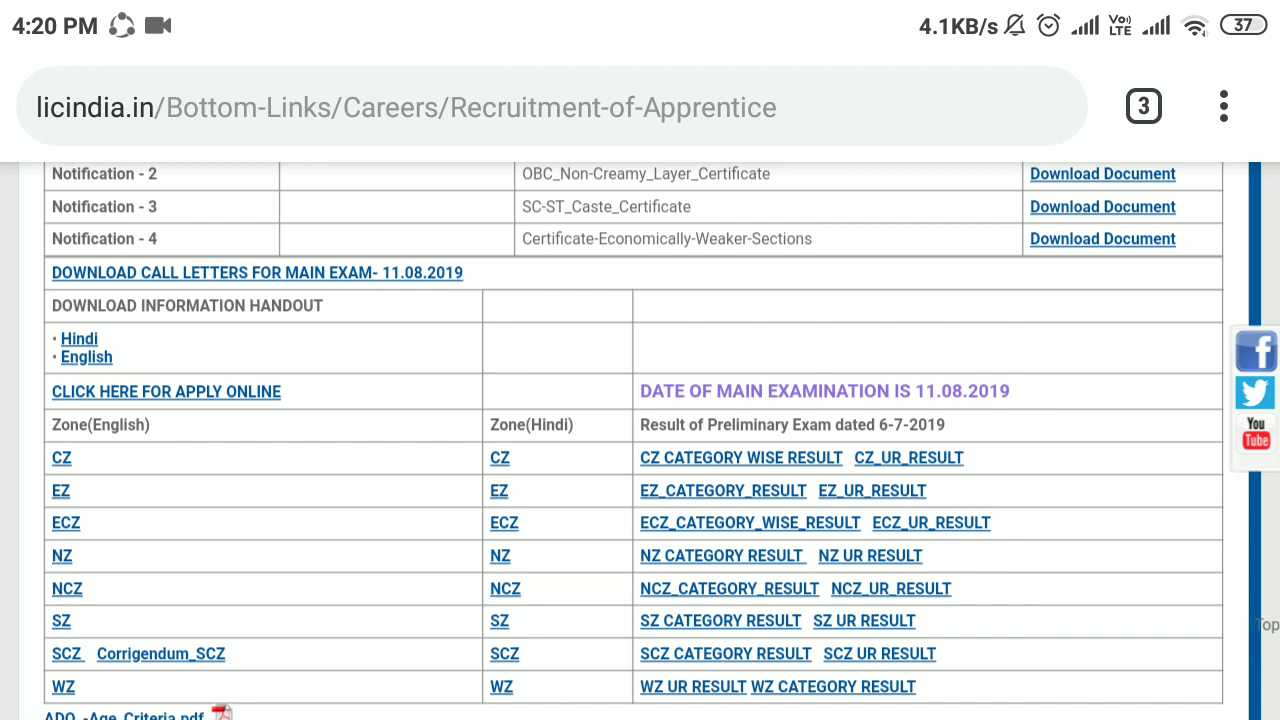 4:20 PM 4.1KB/s Vo)) LTE 37
licindia.in/Bottom-Links/Careers/Recruitment-of-Apprentice 3
Notification - 2 OBC_Non-Creamy_Layer_Certificate Download Document
Notification - 3 SC-ST_Caste_Certificate Download Document
Notification - 4 Certificate-Economically-Weaker-Sections Download Document
DOWNLOAD CALL LETTERS FOR MAIN EXAM- 11.08.2019
DOWNLOAD INFORMATION HANDOUT
• Hindi
• English
f
CLICK HERE FOR APPLY ONLINE DATE OF MAIN EXAMINATION IS 11.08.2019
Zone(English) Zone(Hindi) Result of Preliminary Exam dated 6-7-2019
You
Tube
CZ CZ CZ CATEGORY WISE RESULT CZ_UR_RESULT
EZ EZ EZ_CATEGORY_RESULT EZ_UR_RESULT
ECZ ECZ ECZ_CATEGORY_WISE_RESULT ECZ_UR_RESULT
NZ NZ NZ CATEGORY RESULT NZ UR RESULT
NCZ NCZ NCZ_CATEGORY_RESULT NCZ_UR_RESULT
SZ SZ SZ CATEGORY RESULT SZ UR RESULT
Top
SCZ Corrigendum_SCZ SCZ SCZ CATEGORY RESULT SCZ UR RESULT
WZ WZ WZ UR RESULT WZ CATEGORY RESULT
ADO -Age Criteria.pdf